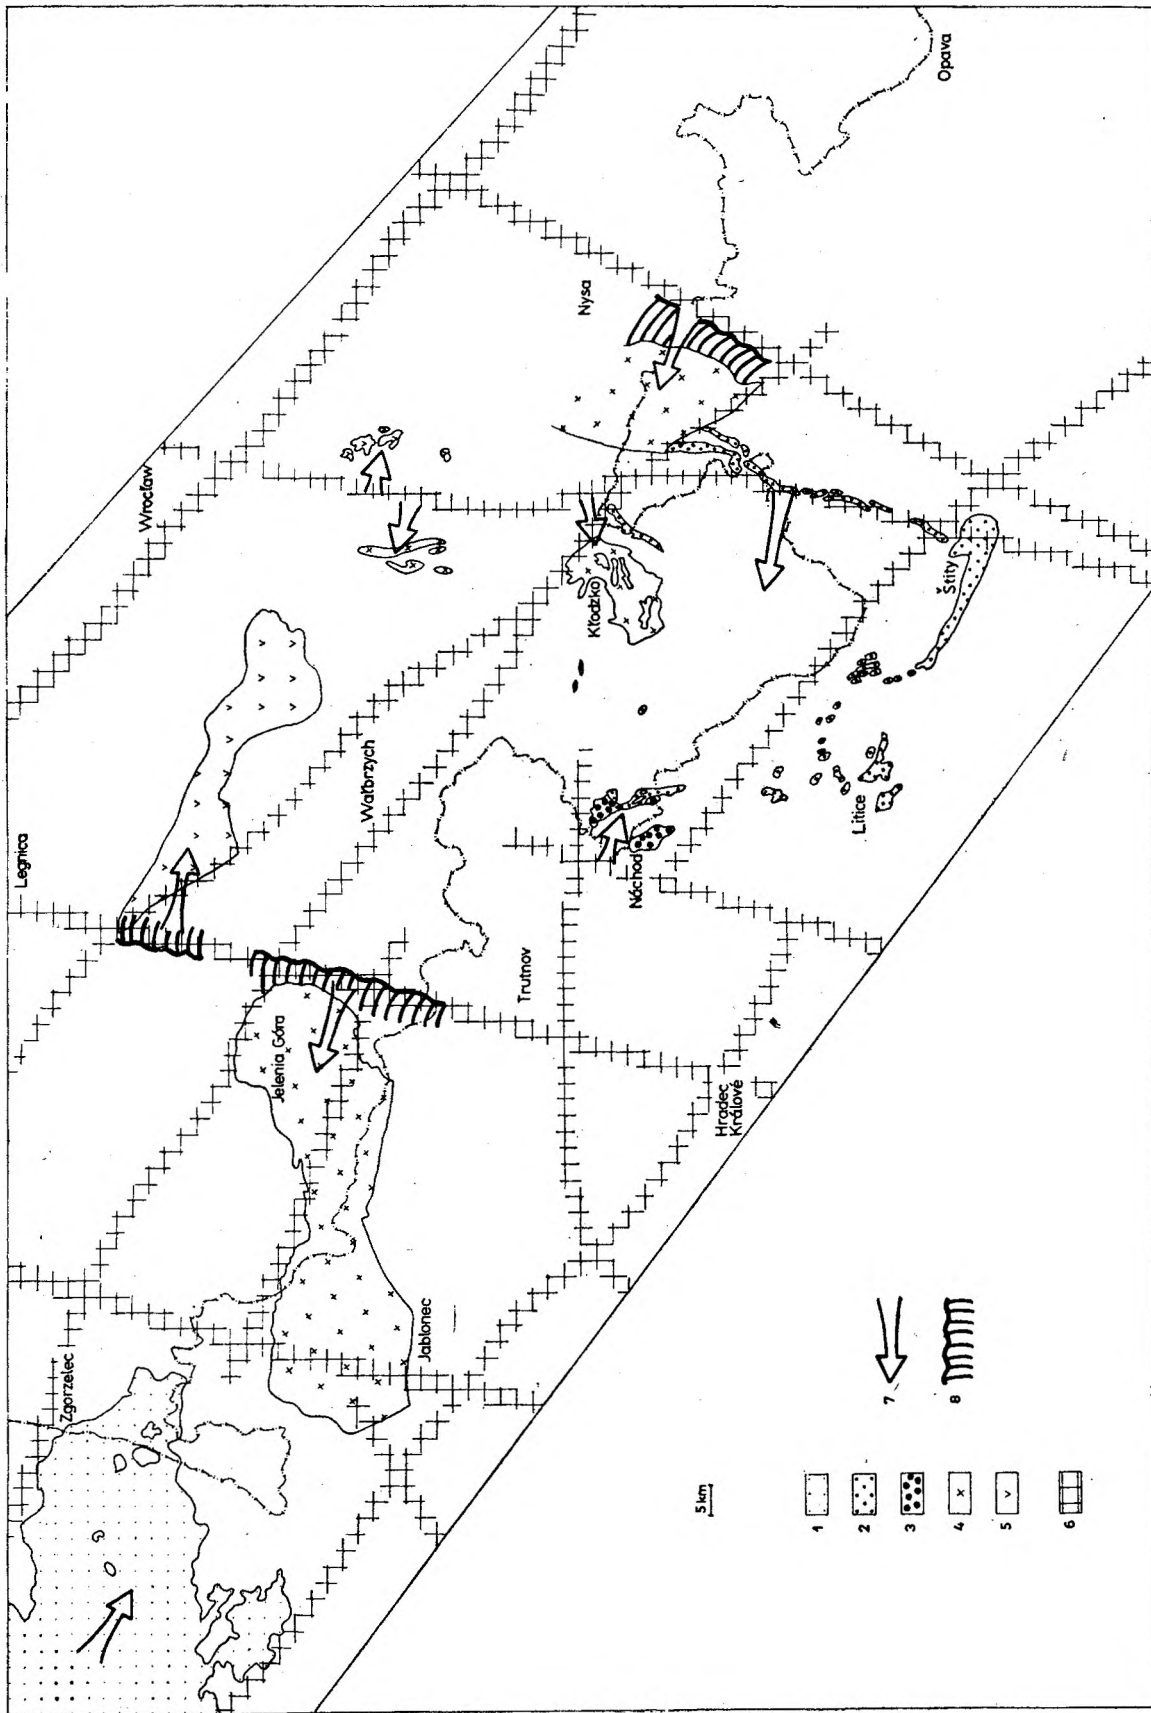 Opava
Nysa
Wrocław
Kłodzko
Štíty
Wałbrzych
Litice
Legnica
Náchod
Trutnov
Jelenia Góra
Hradec
Králové
Jablonec
Zgorzelec
5 km
1
2
3
4
5
6
7
8